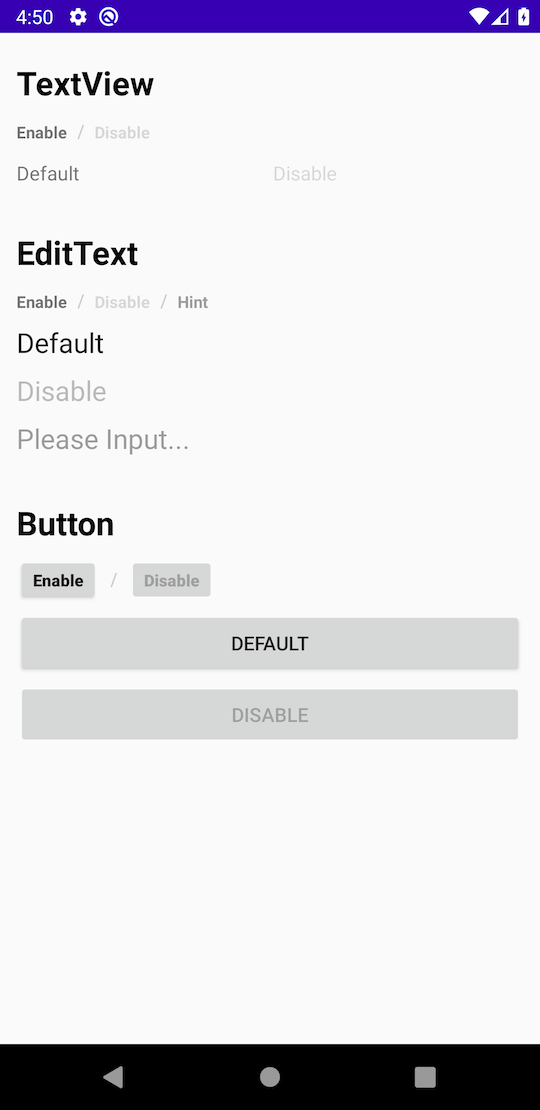 4:50
TextView
Enable / Disable
Default Disable
EditText
Enable / Disable / Hint
Default
Disable
Please Input...
Button
Enable / Disable
DEFAULT
DISABLE